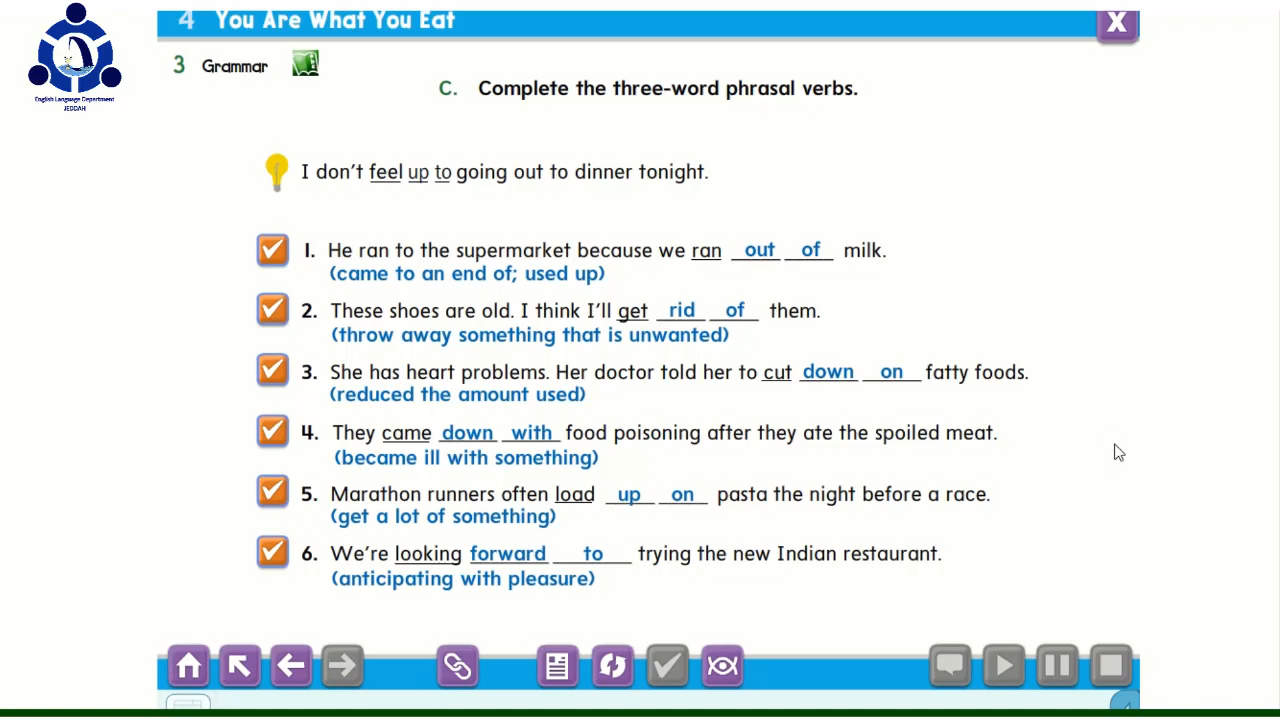 4 You Are What You Eat
X
English Language Department
JEDDAH
3 Grammar
C. Complete the three-word phrasal verbs.
I don't feel up to going out to dinner tonight.
1. He ran to the supermarket because we ran out of milk.
(came to an end of; used up)
2. These shoes are old. I think I'll get rid of them.
(throw away something that is unwanted)
3. She has heart problems. Her doctor told her to cut down on fatty foods.
(reduced the amount used)
4. They came down with food poisoning after they ate the spoiled meat.
(became ill with something)
5. Marathon runners often load up on pasta the night before a race.
(get a lot of something)
6. We're looking forward to trying the new Indian restaurant.
(anticipating with pleasure)